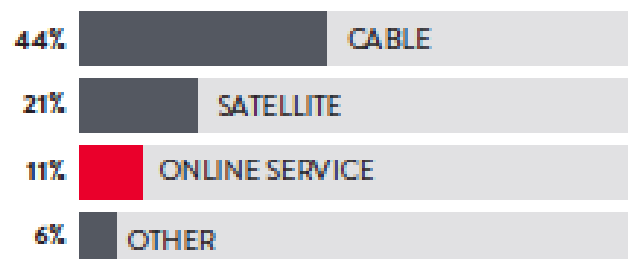 44% CABLE
21% SATELLITE
11% ONLINE SERVICE
6% OTHER